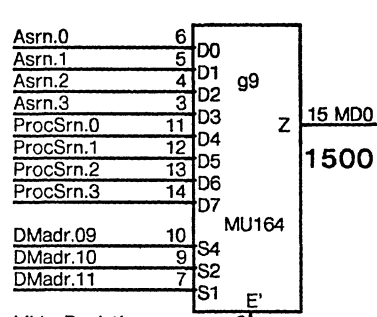 Asrn.0 6
Asrn.1 5 D0
Asrn.2 4 D1 g9
Asrn.3 3 D2
ProcSrn.0 11 D3 Z 15 MD0
ProcSrn.1 12 D4
ProcSrn.2 13 D5 1500
ProcSrn.3 14 D6
D7
MU164
DMadr.09 10 S4
DMadr.10 9 S2
DMadr.11 7 S1
E'